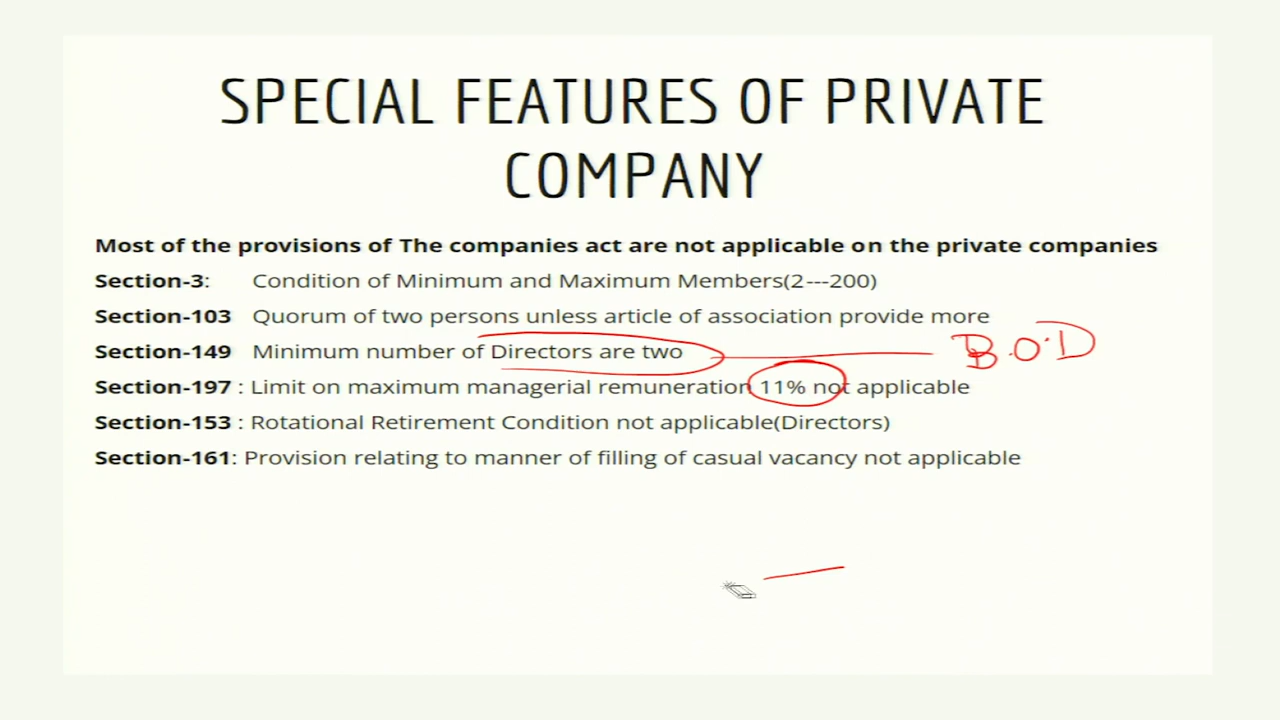 SPECIAL FEATURES OF PRIVATE
COMPANY
Most of the provisions of The companies act are not applicable on the private companies
Section-3: Condition of Minimum and Maximum Members(2---200)
Section-103 Quorum of two persons unless article of association provide more
Section-149 Minimum number of Directors are two B.O.D
Section-197 : Limit on maximum managerial remuneration 11% not applicable
Section-153 : Rotational Retirement Condition not applicable(Directors)
Section-161: Provision relating to manner of filling of casual vacancy not applicable